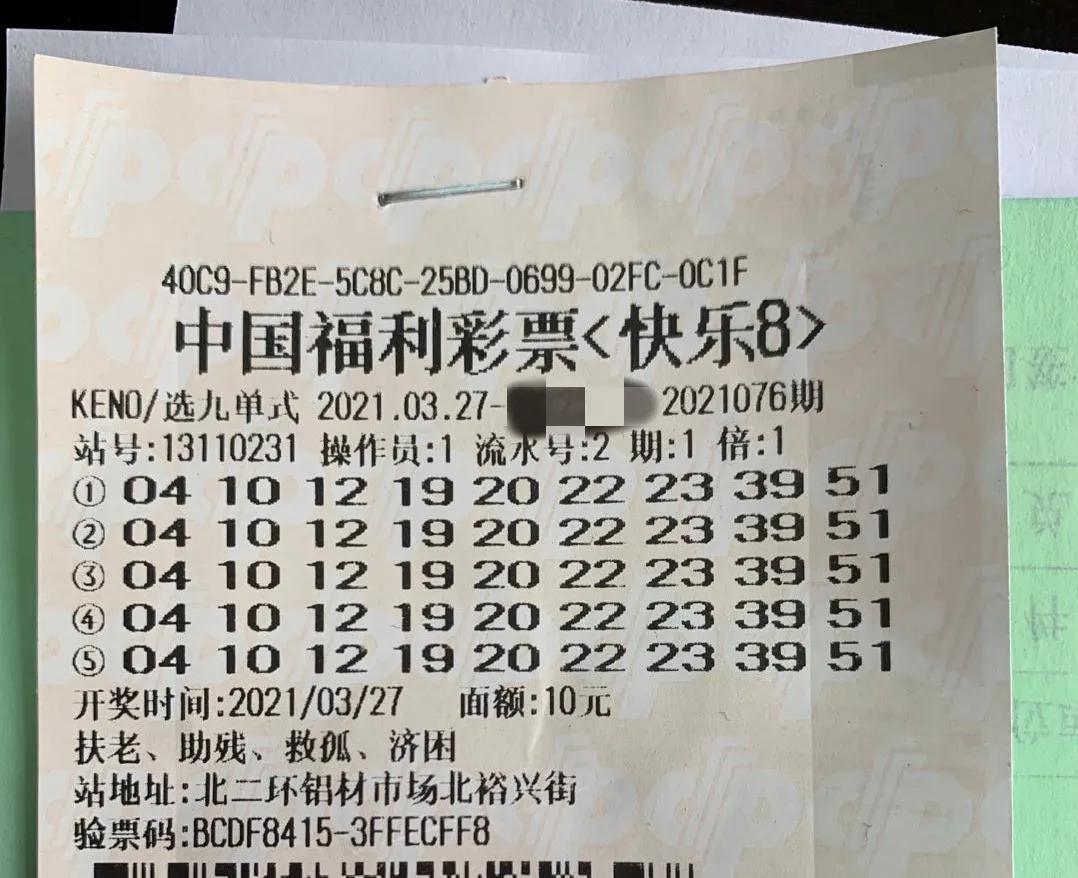 40C9-FB2E-5C8C-25BD-0699-02FC-0C1F
中国福利彩票<快乐8>
KENO/选九单式 2021.03.27- 2021076期
站号:13110231 操作员:1 流水号:2 期:1 倍:1
① 04 10 12 19 20 22 23 39 51
② 04 10 12 19 20 22 23 39 51
③ 04 10 12 19 20 22 23 39 51
④ 04 10 12 19 20 22 23 39 51
⑤ 04 10 12 19 20 22 23 39 51
开奖时间:2021/03/27 面额:10元
扶老、助残、救孤、济困
站地址:北二环铝材市场北裕兴街
验票码:BCDF8415-3FFECFF8